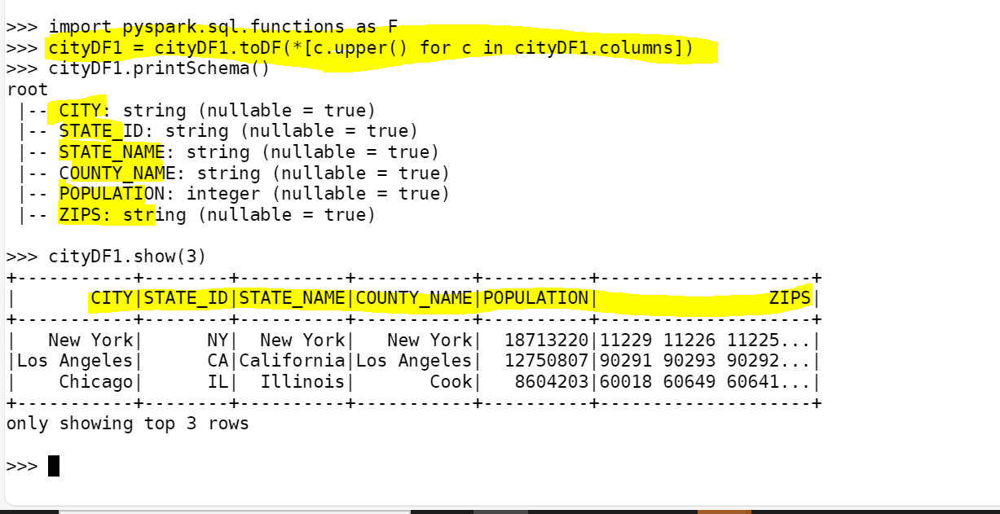 >>> import pyspark.sql.functions as F
>>> cityDF1 = cityDF1.toDF(*[c.upper() for c in cityDF1.columns])
>>> cityDF1.printSchema()
root
 |-- CITY: string (nullable = true)
 |-- STATE_ID: string (nullable = true)
 |-- STATE_NAME: string (nullable = true)
 |-- COUNTY_NAME: string (nullable = true)
 |-- POPULATION: integer (nullable = true)
 |-- ZIPS: string (nullable = true)
>>> cityDF1.show(3)
+-----------+--------+----------+-----------+----------+--------------------+
|       CITY|STATE_ID|STATE_NAME|COUNTY_NAME|POPULATION|                ZIPS|
+-----------+--------+----------+-----------+----------+--------------------+
|   New York|      NY|  New York|   New York|  18713220|11229 11226 11225...|
|Los Angeles|      CA|California|Los Angeles|  12750807|90291 90293 90292...|
|    Chicago|      IL|  Illinois|       Cook|   8604203|60018 60649 60641...|
+-----------+--------+----------+-----------+----------+--------------------+
only showing top 3 rows
>>>